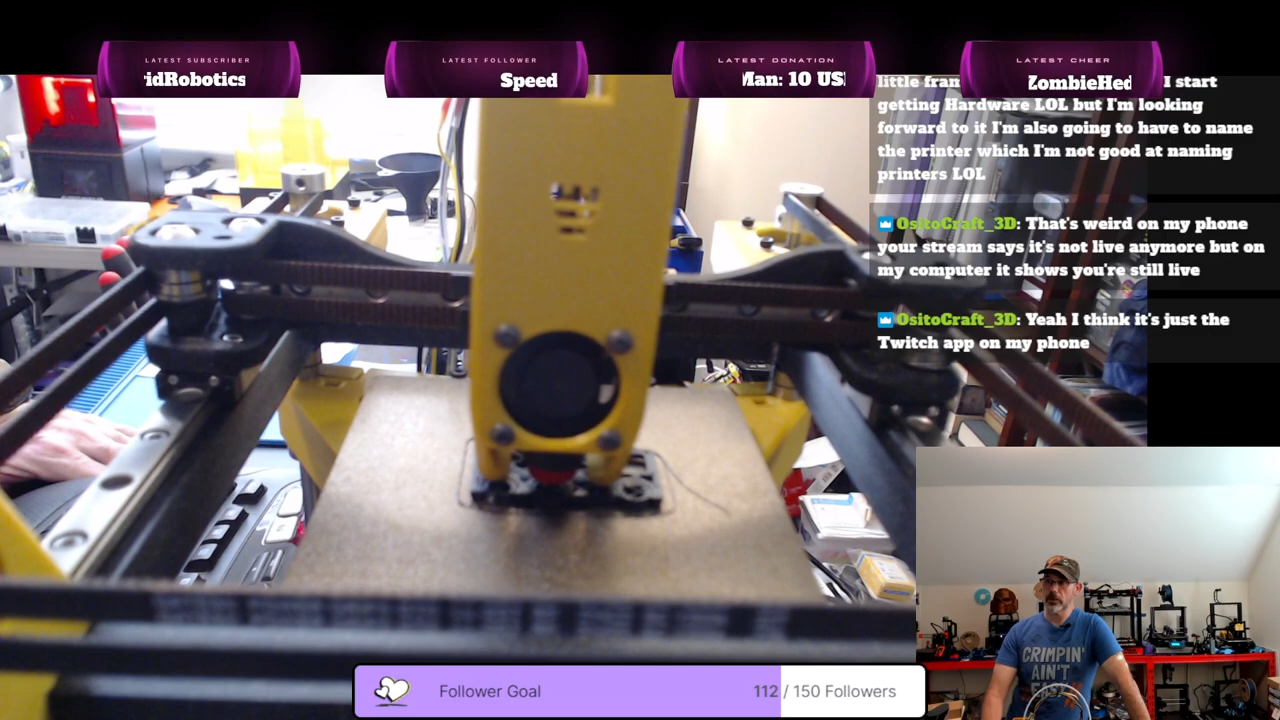 LATEST SUBSCRIBER
ridRobotics
LATEST FOLLOWER
Speed
LATEST DONATION
Man: 10 US
LATEST CHEER
ZombieHed
little fran I start
getting Hardware LOL but I'm looking
forward to it I'm also going to have to name
the printer which I'm not good at naming
printers LOL
OsitoCraft_3D: That's weird on my phone
your stream says it's not live anymore but on
my computer it shows you're still live
OsitoCraft_3D: Yeah I think it's just the
Twitch app on my phone
CRIMPIN'
AIN'T
Follower Goal
112 / 150 Followers